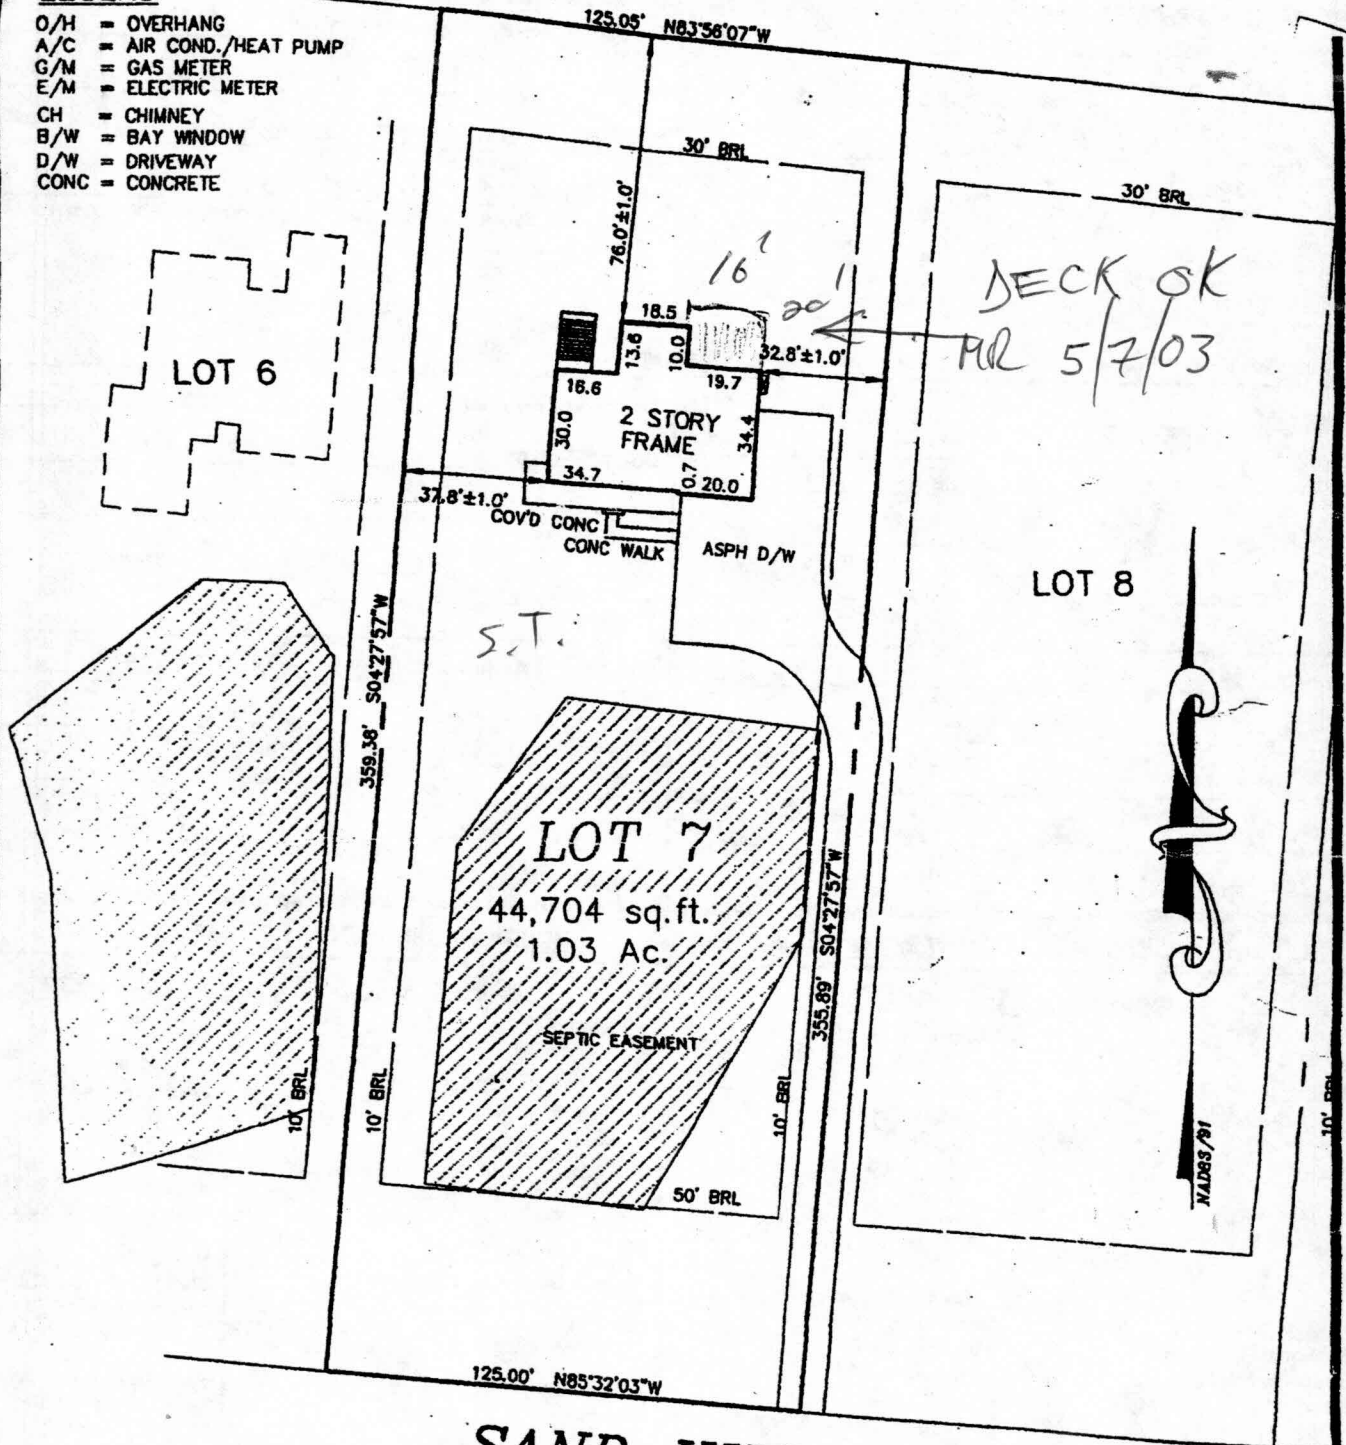 O/H = OVERHANG
A/C = AIR COND./HEAT PUMP
G/M = GAS METER
E/M = ELECTRIC METER
CH = CHIMNEY
B/W = BAY WINDOW
D/W = DRIVEWAY
CONC = CONCRETE
125.05' N83°56'07"W
30' BRL
30' BRL
76.0'±1.0'
16'
20'
DECK OK
MR 5/7/03
18.5
13.6
10.0
32.8'±1.0'
LOT 6
16.6
19.7
2 STORY
FRAME
30.0
34.4
34.7
0.7
20.0
37.8'±1.0'
COV'D CONC
CONC WALK
ASPH D/W
LOT 8
S.T.
359.38' S04°27'57"W
LOT 7
44,704 sq.ft.
1.03 Ac.
355.89' S04°27'57"W
SEPTIC EASEMENT
10' BRL
10' BRL
10' BRL
10' BRL
NAD83/91
50' BRL
125.00' N85°32'03"W
SAND